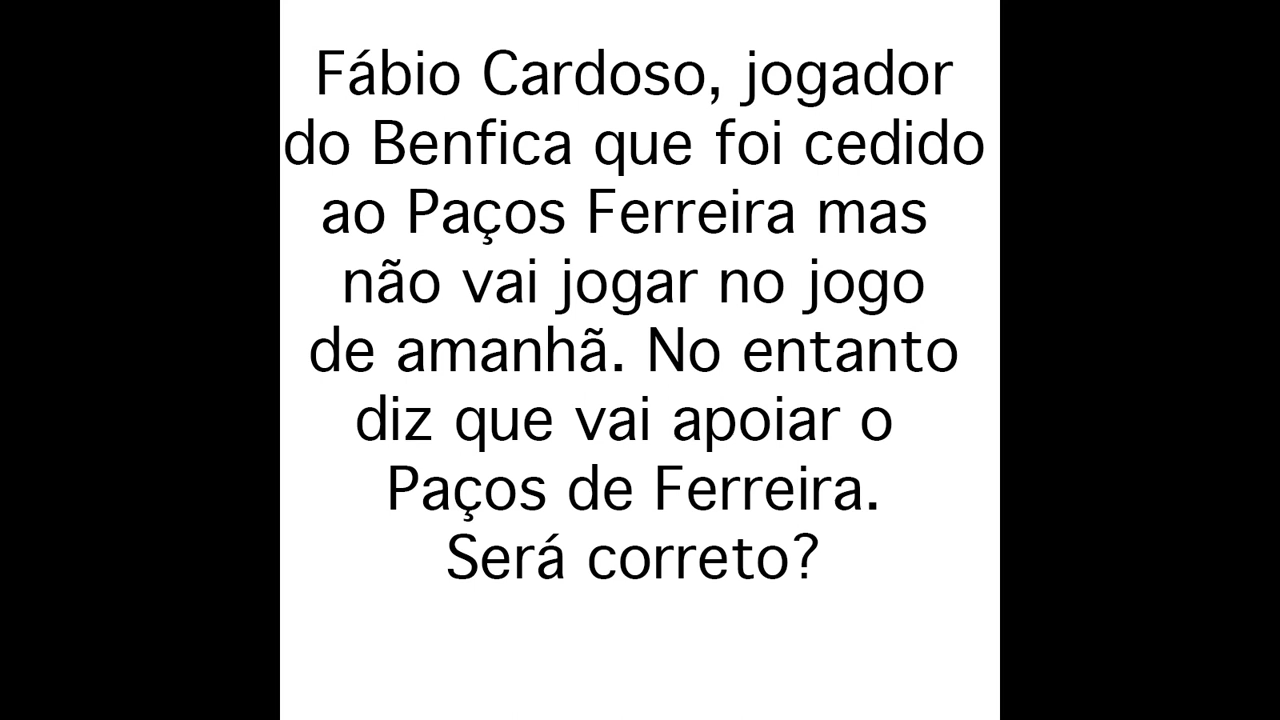 Fábio Cardoso, jogador
do Benfica que foi cedido
ao Paços Ferreira mas
não vai jogar no jogo
de amanhã. No entanto
diz que vai apoiar o
Paços de Ferreira.
Será correto?